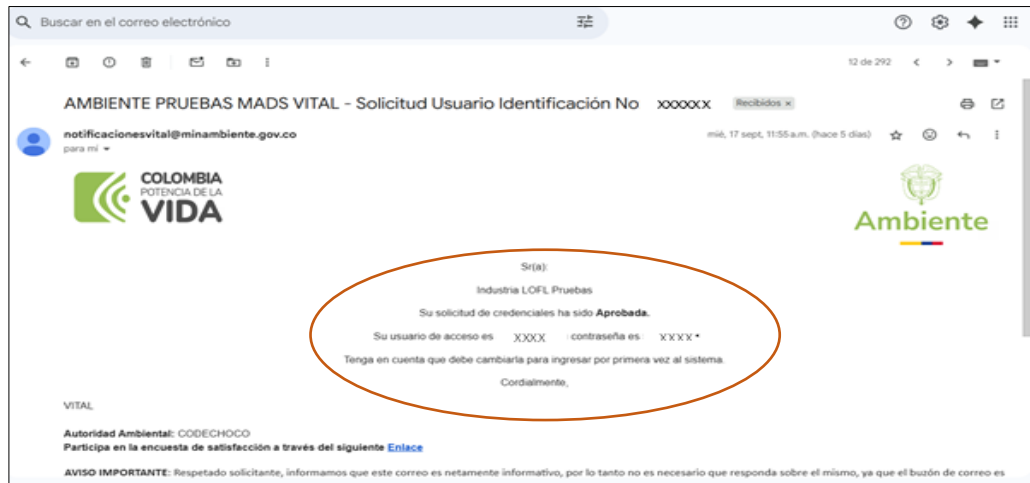 Buscar en el correo electrónico
12 de 292
AMBIENTE PRUEBAS MADS VITAL - Solicitud Usuario Identificación No xxxxxx Recibidos x
notificacionesvital@minambiente.gov.co
mié, 17 sept, 11:55 a.m. (hace 5 días)
para mí
COLOMBIA
POTENCIA DE LA
VIDA
Ambiente
Sr(a):
Industria LOFL Pruebas
Su solicitud de credenciales ha sido Aprobada.
Su usuario de acceso es XXXX contraseña es XXXX*
Tenga en cuenta que debe cambiarla para ingresar por primera vez al sistema.
Cordialmente,
VITAL
Autoridad Ambiental: CODECHOCO
Participa en la encuesta de satisfacción a través del siguiente Enlace
AVISO IMPORTANTE: Respetado solicitante, informamos que este correo es netamente informativo, por lo tanto no es necesario que responda sobre el mismo, ya que el buzón de correo es